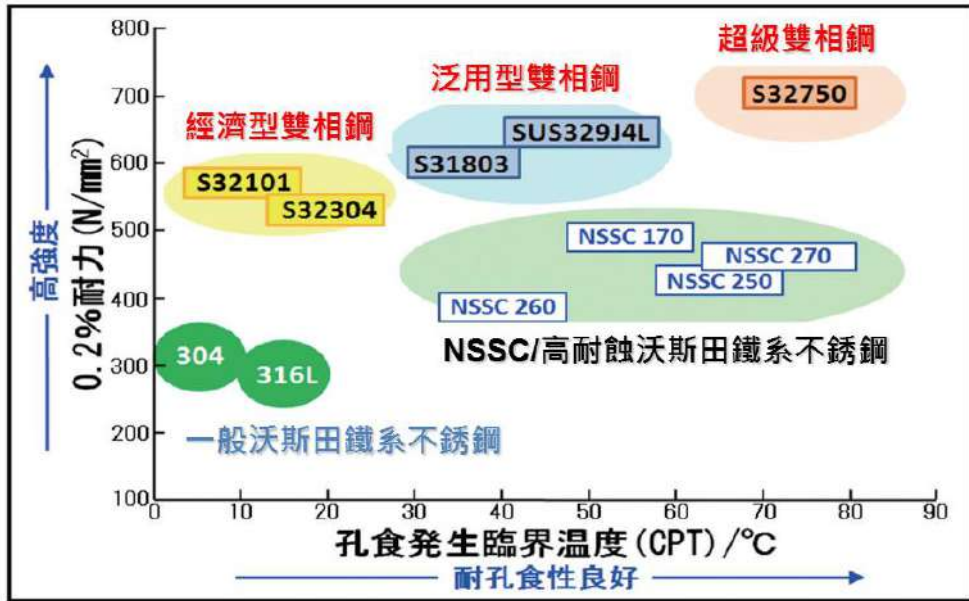 800
700
600
500
400
300
200
100
0
10
20
30
40
50
60
70
80
90
高強度
0.2%耐力(N/mm²)
超級雙相鋼
S32750
泛用型雙相鋼
SUS329J4L
S31803
經濟型雙相鋼
S32101
S32304
NSSC 170
NSSC 270
NSSC 250
NSSC 260
NSSC/高耐蝕沃斯田鐵系不銹鋼
304
316L
一般沃斯田鐵系不銹鋼
孔食発生臨界温度(CPT)/℃
耐孔食性良好